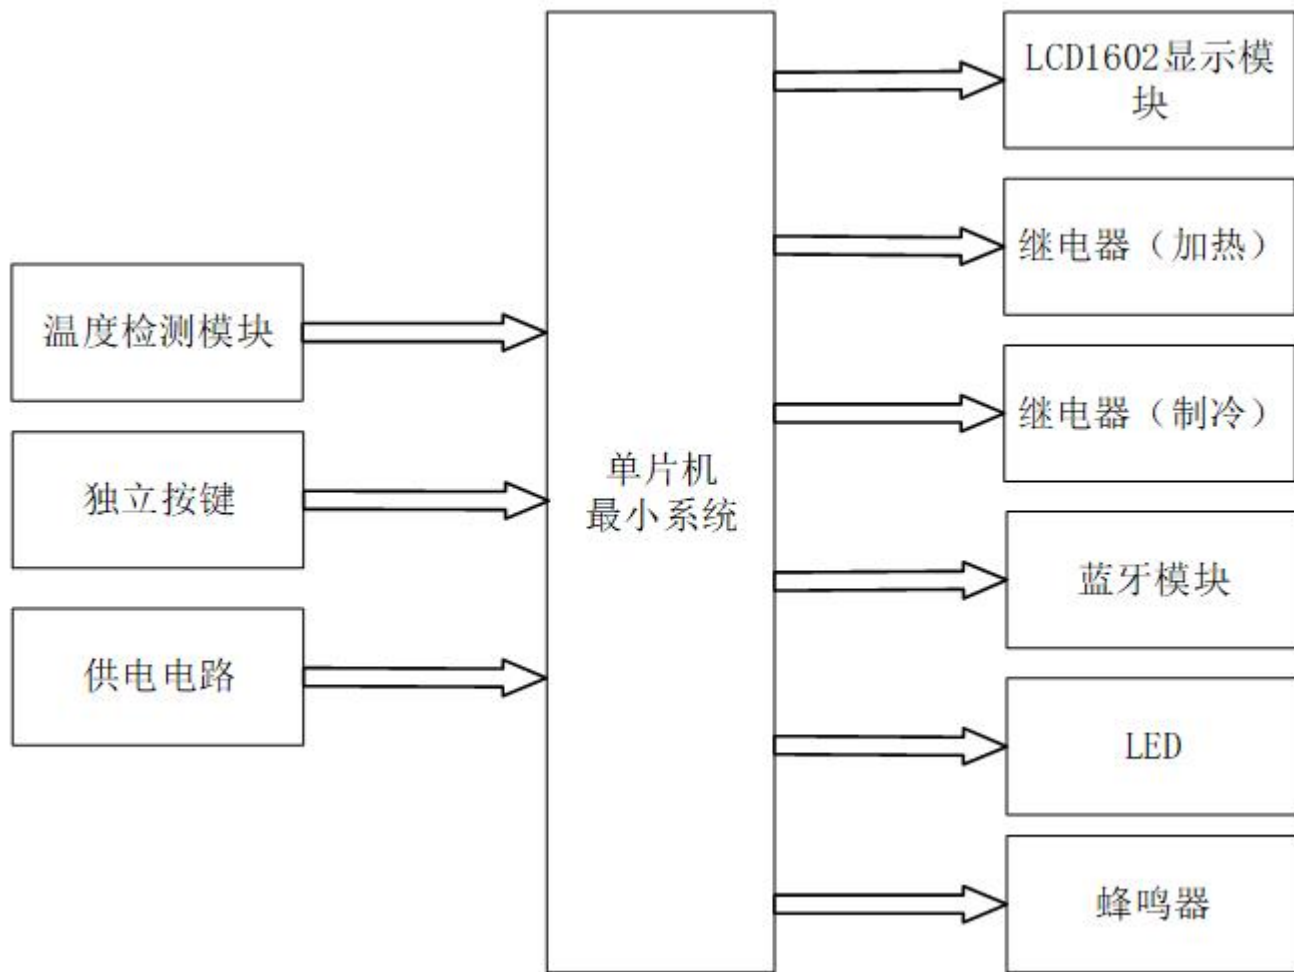 温度检测模块
独立按键
供电电路
单片机
最小系统
LCD1602显示模
块
继电器（加热）
继电器（制冷）
蓝牙模块
LED
蜂鸣器